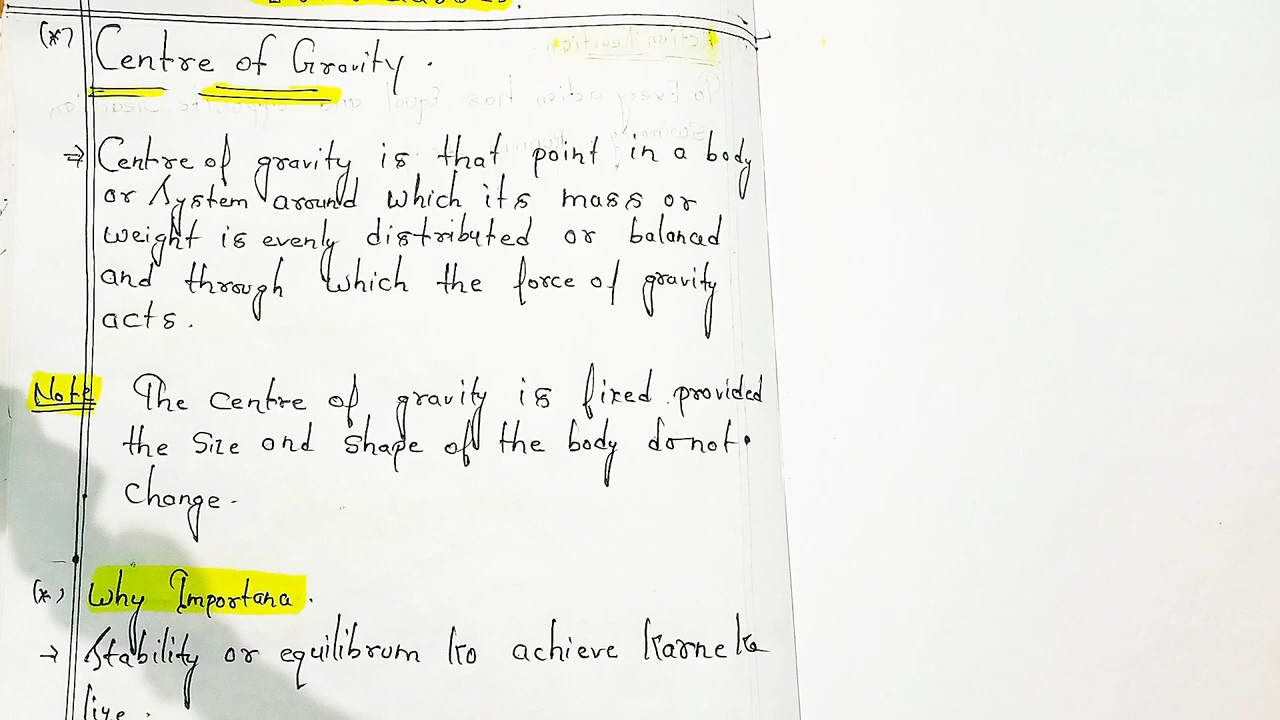 (*) Centre of Gravity.
⇒ Centre of gravity is that point in a body
or System around which its mass or
weight is evenly distributed or balanced
and through which the force of gravity
acts.
Note The centre of gravity is fixed provided
the size and shape of the body do not
change.
(*) Why Importana.
→ Stability or equilibrum ko achieve karne ke
liye.